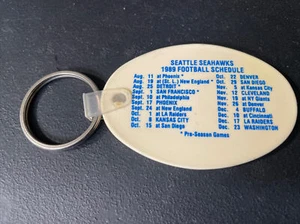 SEATTLE SEAHAWKS
1989 FOOTBALL SCHEDULE
Aug. 11 at Phoenix *
Aug. 19 at (St. L.) New England *
Aug. 25 DETROIT *
Sept. 1 SAN FRANCISCO *
Sept. 10 at Philadelphia
Sept. 17 PHOENIX
Sept. 24 at New England
Oct. 1 at LA Raiders
Oct. 8 KANSAS CITY
Oct. 15 at San Diego
Oct. 22 DENVER
Oct. 29 SAN DIEGO
Nov. 5 at Kansas City
Nov. 12 CLEVELAND
Nov. 19 at NY Giants
Nov. 26 at Denver
Dec. 4 BUFFALO
Dec. 10 at Cincinnati
Dec. 17 LA RAIDERS
Dec. 23 WASHINGTON
* Pre-Season Games